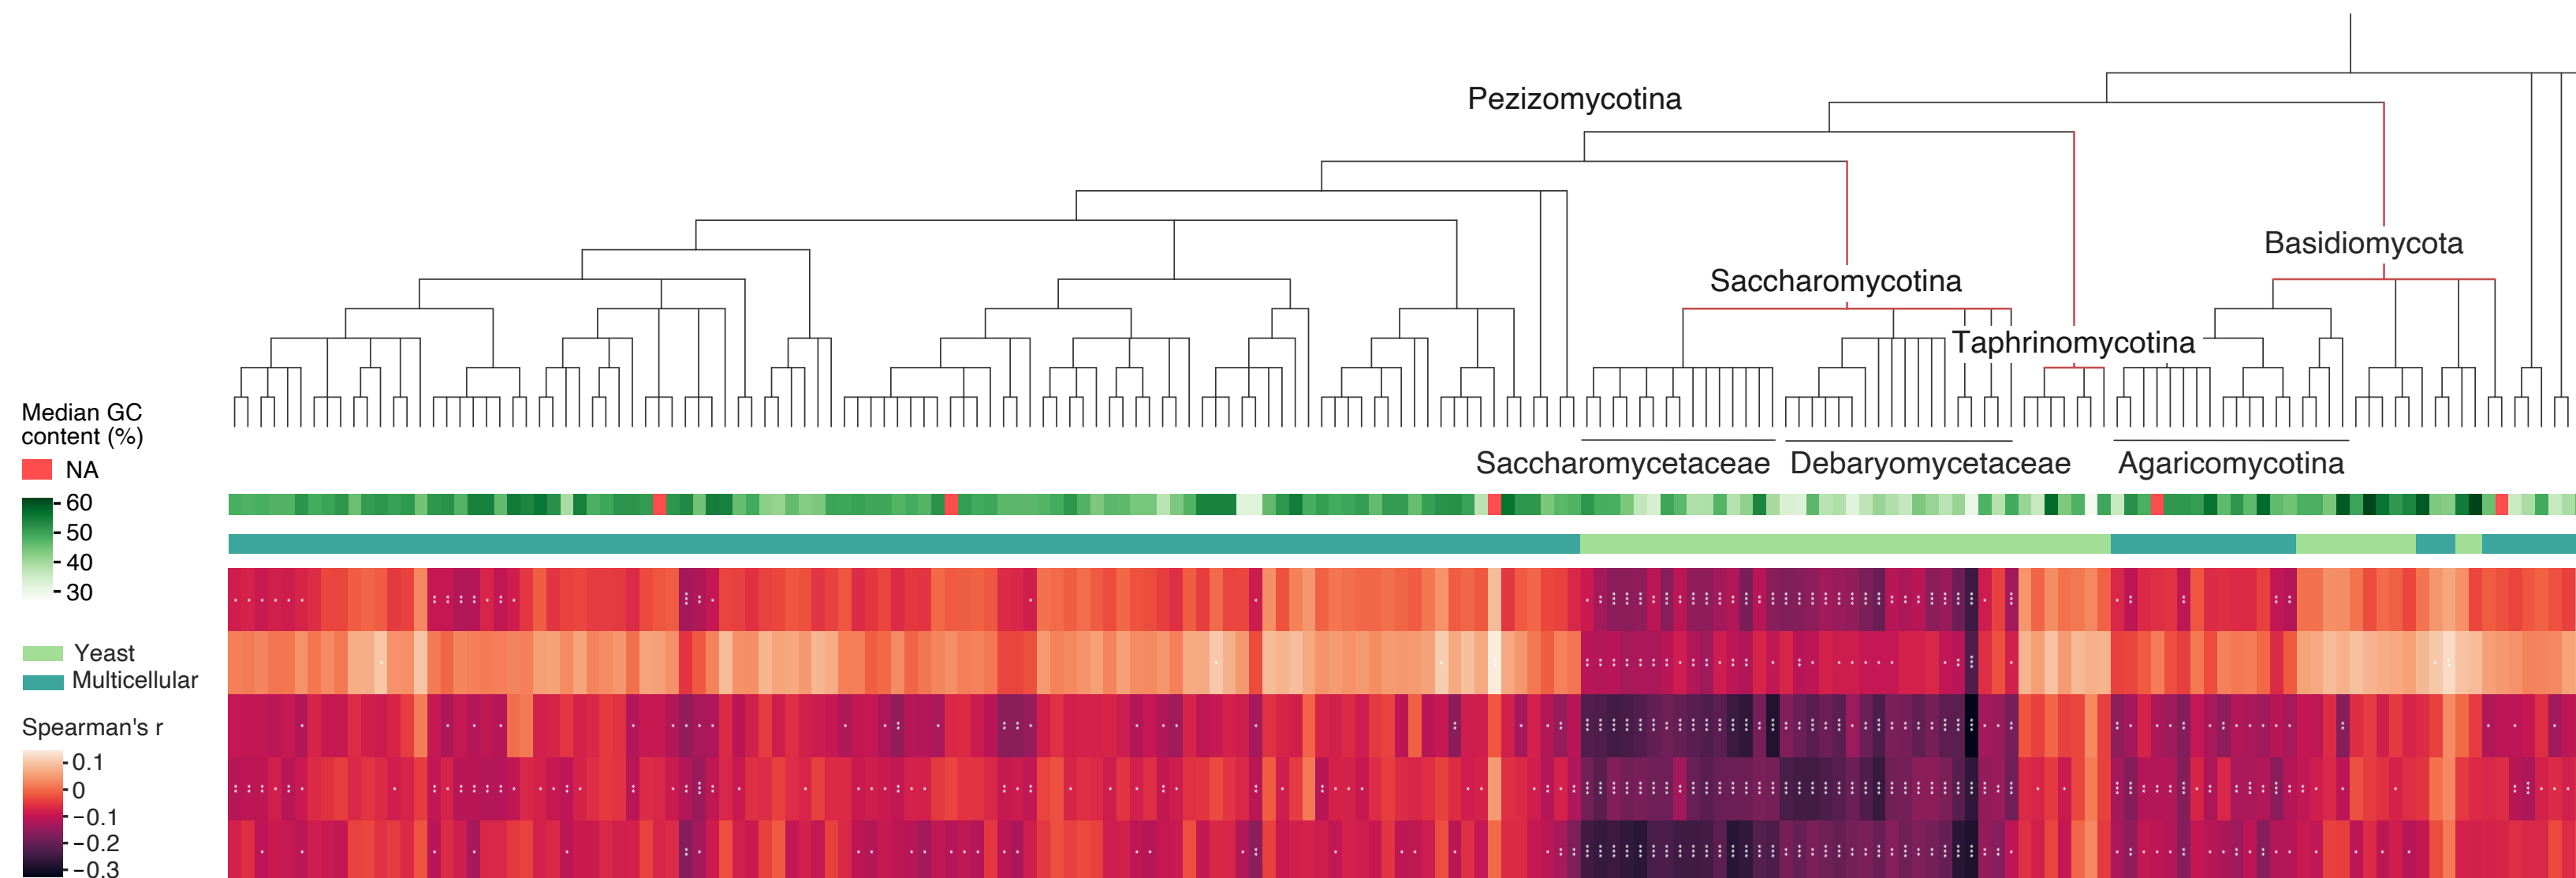 Pezizomycotina
Basidiomycota
Saccharomycotina
Taphrinomycotina
Saccharomycetaceae
Debaryomycetaceae
Agaricomycotina
Median GC
content (%)
NA
60
50
40
30
Yeast
Multicellular
Spearman's r
0.1
0
−0.1
−0.2
−0.3